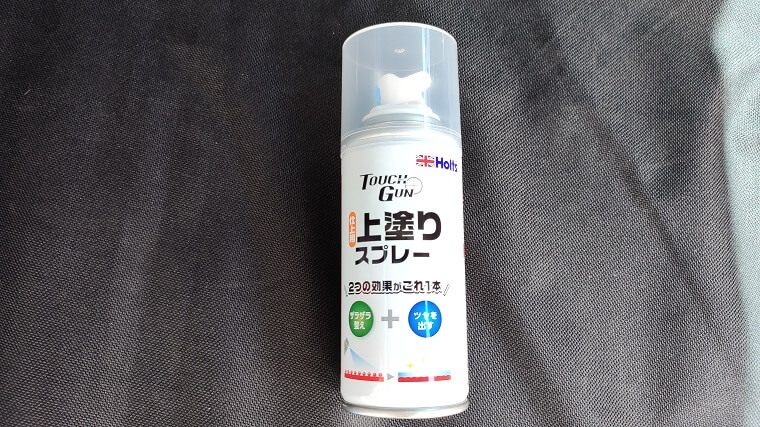 Holts
TOUCH
GUN
仕上用
上塗り
スプレー
2つの効果がこれ1本
ザラザラ
整え
+
ツヤを
出す